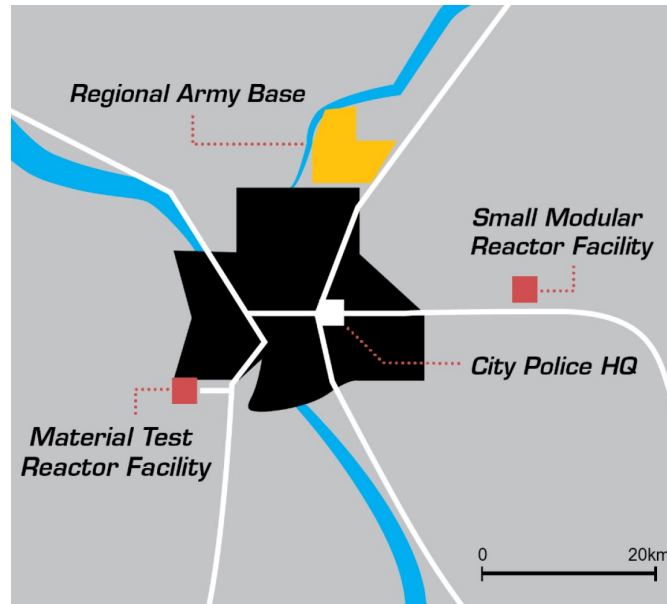 Regional Army Base
Small Modular
Reactor Facility
City Police HQ
Material Test
Reactor Facility
0 20km